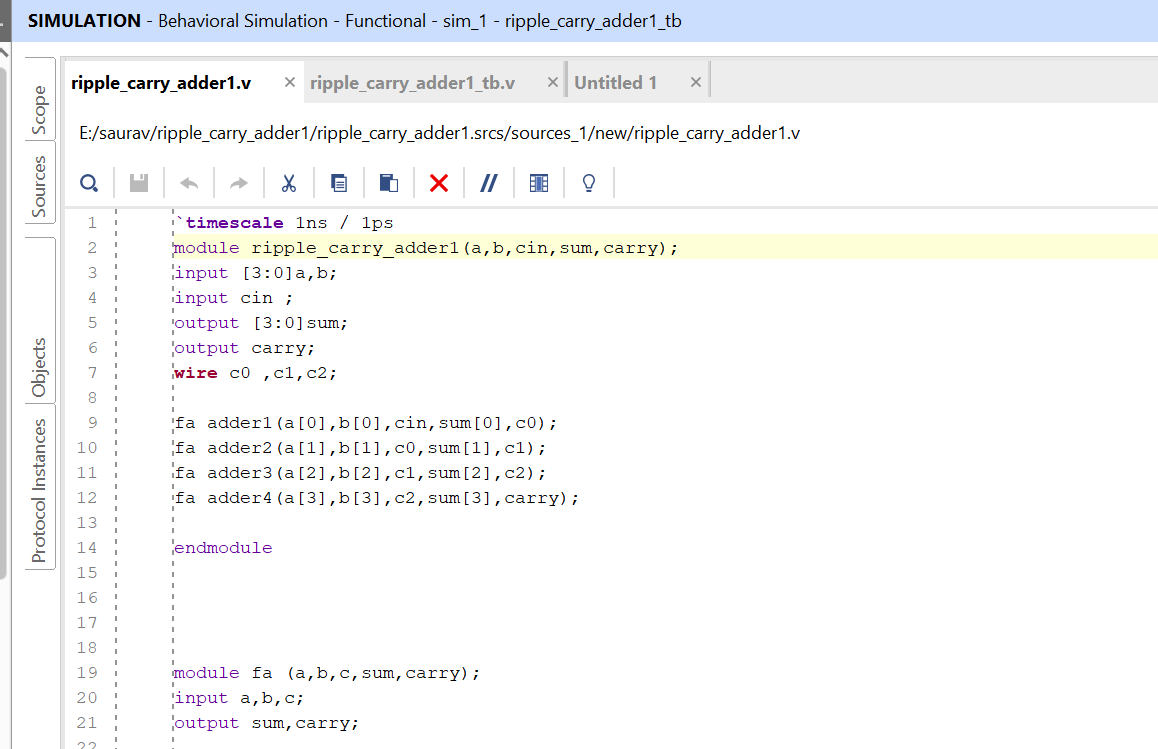 SIMULATION - Behavioral Simulation - Functional - sim_1 - ripple_carry_adder1_tb
Scope
Sources
Objects
Protocol Instances
ripple_carry_adder1.v × ripple_carry_adder1_tb.v × Untitled 1 ×
E:/saurav/ripple_carry_adder1/ripple_carry_adder1.srcs/sources_1/new/ripple_carry_adder1.v
1 `timescale 1ns / 1ps
2 module ripple_carry_adder1(a,b,cin,sum,carry);
3 input [3:0]a,b;
4 input cin ;
5 output [3:0]sum;
6 output carry;
7 wire c0 ,c1,c2;
8
9 fa adder1(a[0],b[0],cin,sum[0],c0);
10 fa adder2(a[1],b[1],c0,sum[1],c1);
11 fa adder3(a[2],b[2],c1,sum[2],c2);
12 fa adder4(a[3],b[3],c2,sum[3],carry);
13
14 endmodule
15
16
17
18
19 module fa (a,b,c,sum,carry);
20 input a,b,c;
21 output sum,carry;
22